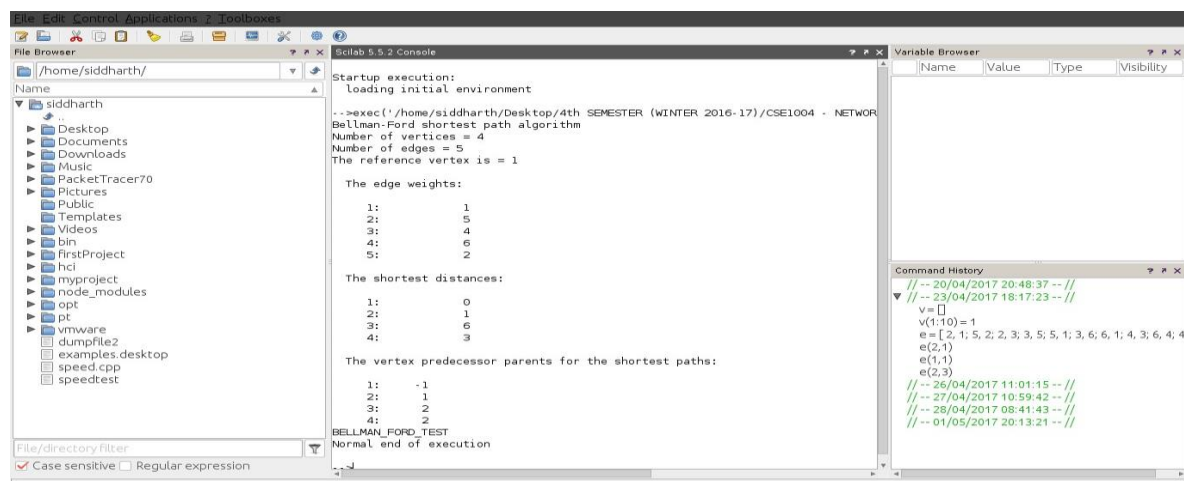 File Edit Control Applications ? Toolboxes
File Browser
/home/siddharth/
Name
siddharth
..
Desktop
Documents
Downloads
Music
PacketTracer70
Pictures
Public
Templates
Videos
bin
firstProject
hci
myproject
node_modules
opt
pt
vmware
dumpfile2
examples.desktop
speed.cpp
speedtest
File/directory filter
Case sensitive Regular expression
Scilab 5.5.2 Console
Startup execution:
loading initial environment
-->exec('/home/siddharth/Desktop/4th SEMESTER (WINTER 2016-17)/CSE1004 - NETWOR
Bellman-Ford shortest path algorithm
Number of vertices = 4
Number of edges = 5
The reference vertex is = 1
The edge weights:
1: 1
2: 5
3: 4
4: 6
5: 2
The shortest distances:
1: 0
2: 1
3: 6
4: 3
The vertex predecessor parents for the shortest paths:
1: -1
2: 1
3: 2
4: 2
BELLMAN_FORD_TEST
Normal end of execution
-->
Variable Browser
Name Value Type Visibility
Command History
// -- 20/04/2017 20:48:37 -- //
// -- 23/04/2017 18:17:23 -- //
v = []
v(1:10) = 1
e = [ 2, 1; 5, 2; 2, 3; 3, 5; 5, 1; 3, 6; 6, 1; 4, 3; 6, 4; 4
e(2,1)
e(1,1)
e(2,3)
// -- 26/04/2017 11:01:15 -- //
// -- 27/04/2017 10:59:42 -- //
// -- 28/04/2017 08:41:43 -- //
// -- 01/05/2017 20:13:21 -- //